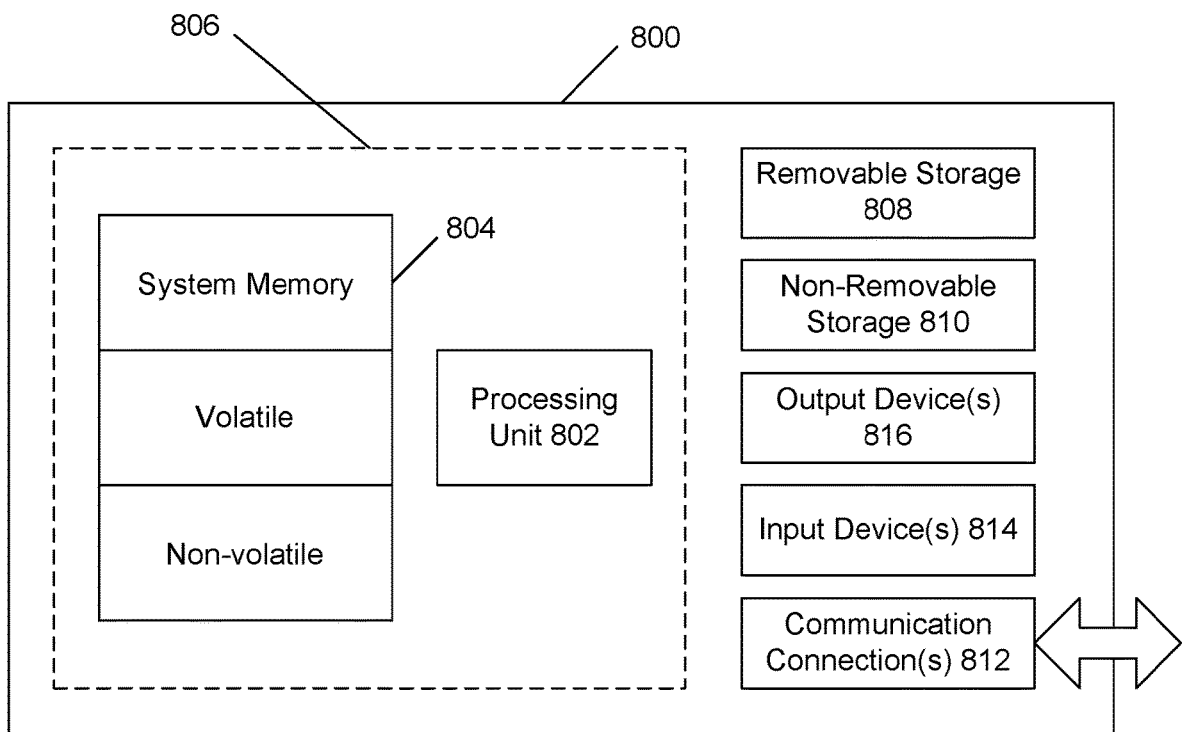 806
800
804
System Memory
Volatile
Non-volatile
Processing
Unit 802
Removable Storage
808
Non-Removable
Storage 810
Output Device(s)
816
Input Device(s) 814
Communication
Connection(s) 812